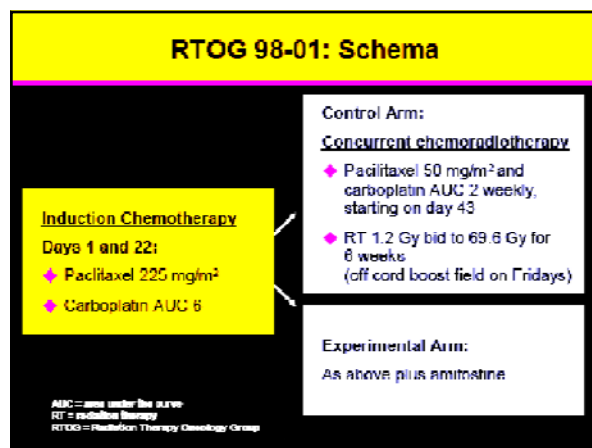 RTOG 98-01: Schema
Control Arm:
Concurrent chemoradiotherapy
Paclitaxel 50 mg/m² and
carboplatin AUC 2 weekly,
starting on day 43
RT 1.2 Gy bid to 69.6 Gy for
6 weeks
(off cord boost field on Fridays)
Induction Chemotherapy
Days 1 and 22:
Paclitaxel 225 mg/m²
Carboplatin AUC 6
Experimental Arm:
As above plus amifostine
AUC = area under the curve
RT = radiation therapy
RTOG = Radiation Therapy Oncology Group